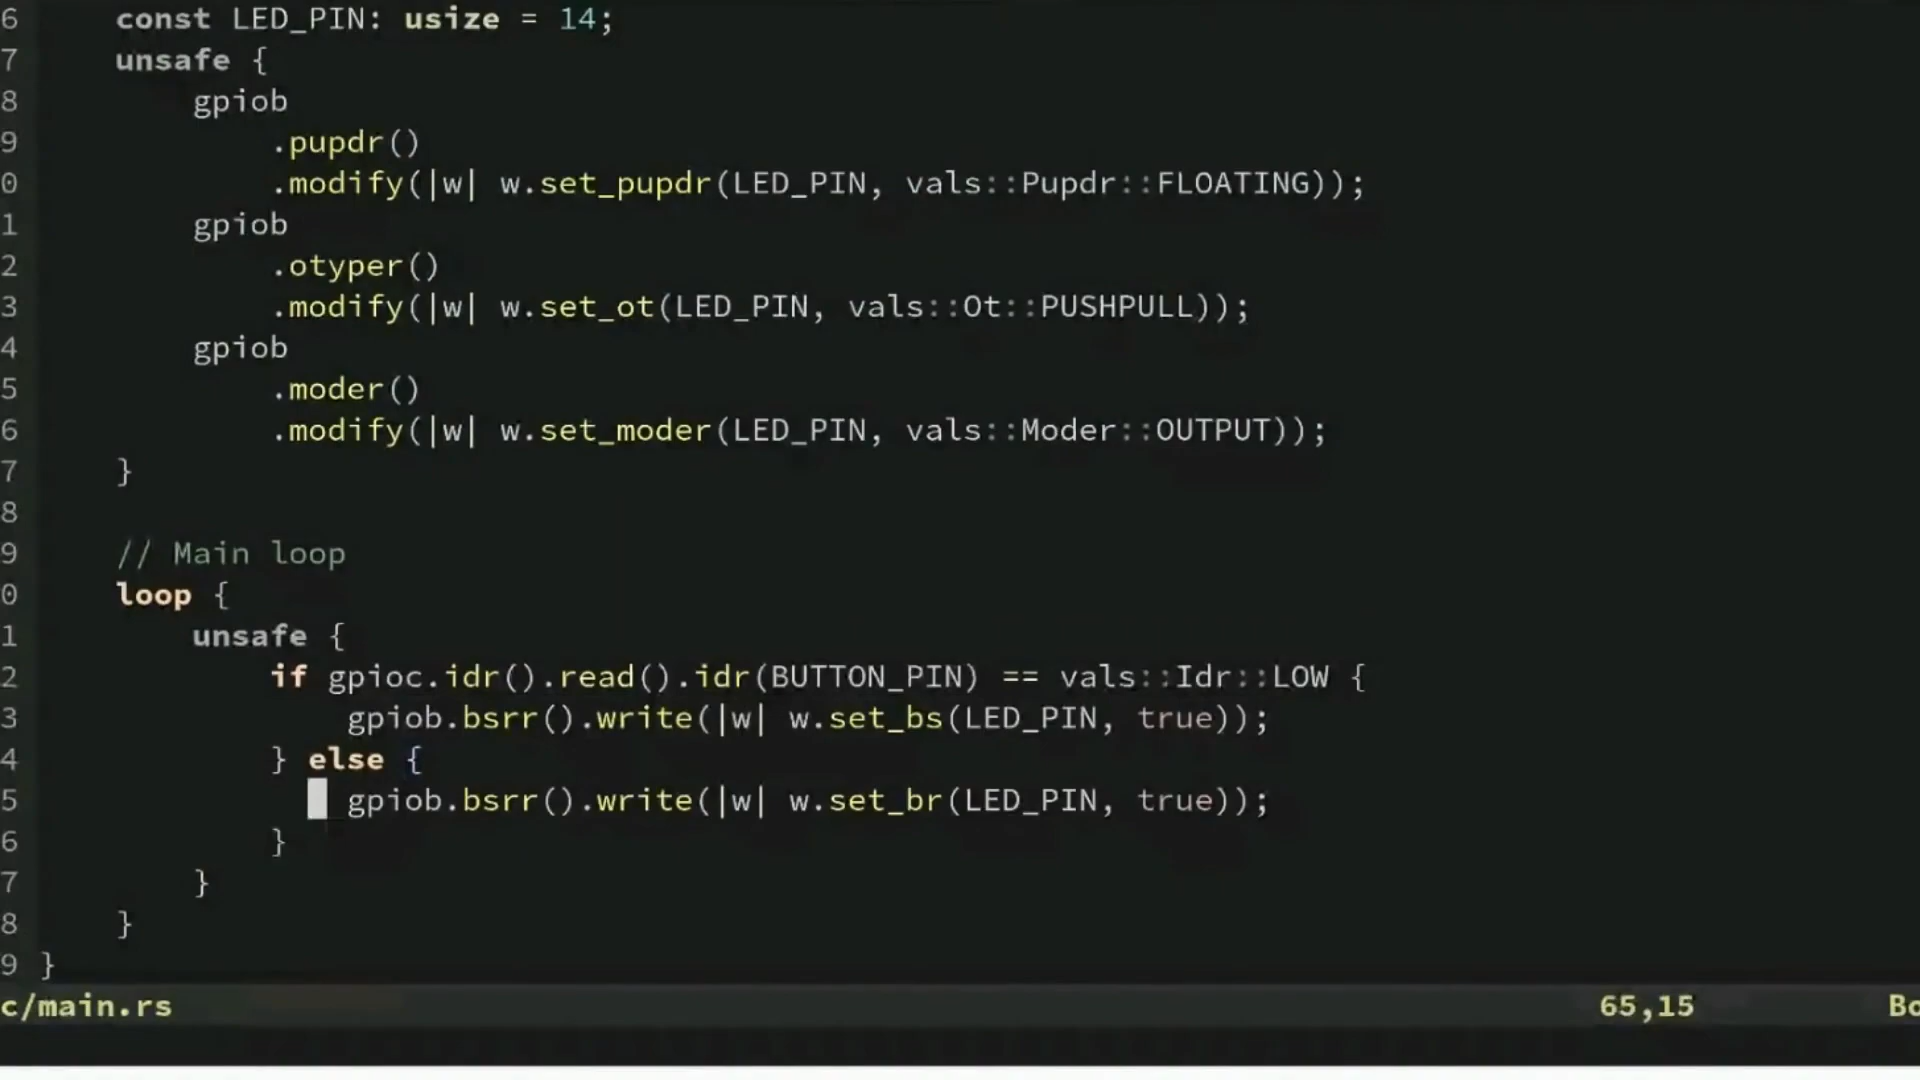 6 const LED_PIN: usize = 14;
7 unsafe {
8 gpiob
9 .pupdr()
0 .modify(|w| w.set_pupdr(LED_PIN, vals::Pupdr::FLOATING));
1 gpiob
2 .otyper()
3 .modify(|w| w.set_ot(LED_PIN, vals::Ot::PUSHPULL));
4 gpiob
5 .moder()
6 .modify(|w| w.set_moder(LED_PIN, vals::Moder::OUTPUT));
7 }
8
9 // Main loop
0 loop {
1 unsafe {
2 if gpioc.idr().read().idr(BUTTON_PIN) == vals::Idr::LOW {
3 gpiob.bsrr().write(|w| w.set_bs(LED_PIN, true));
4 } else {
5 gpiob.bsrr().write(|w| w.set_br(LED_PIN, true));
6 }
7 }
8 }
9 }
c/main.rs 65,15 Bo